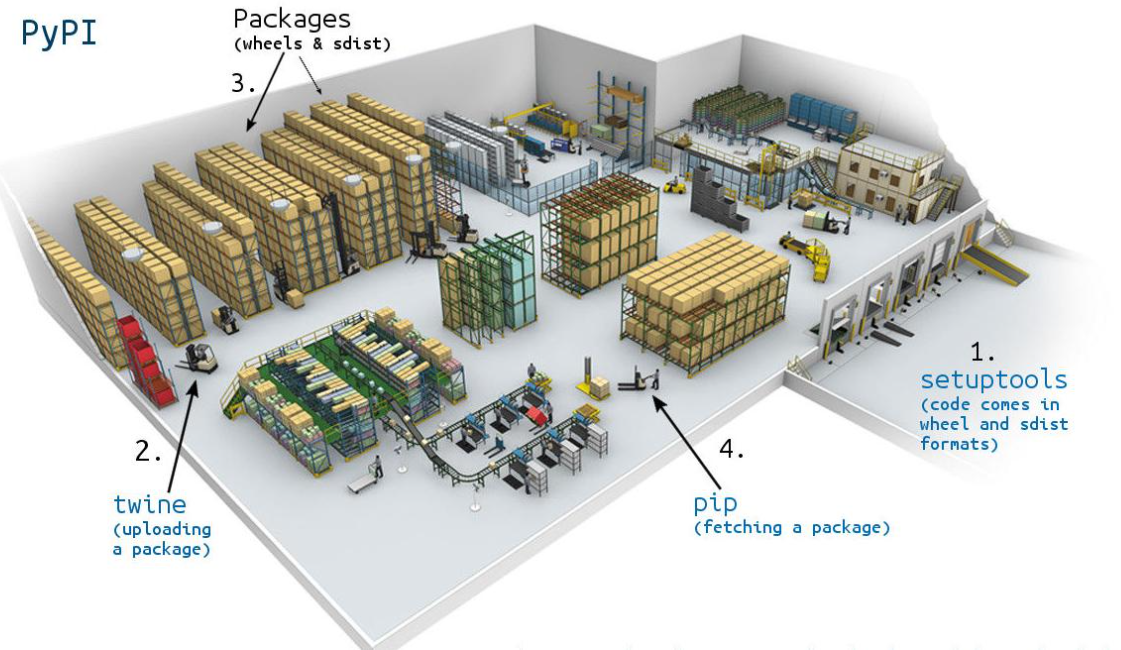 PyPI
Packages
(wheels & sdist)
3.
1.
setuptools
(code comes in
wheel and sdist
formats)
2.
twine
(uploading
a package)
4.
pip
(fetching a package)